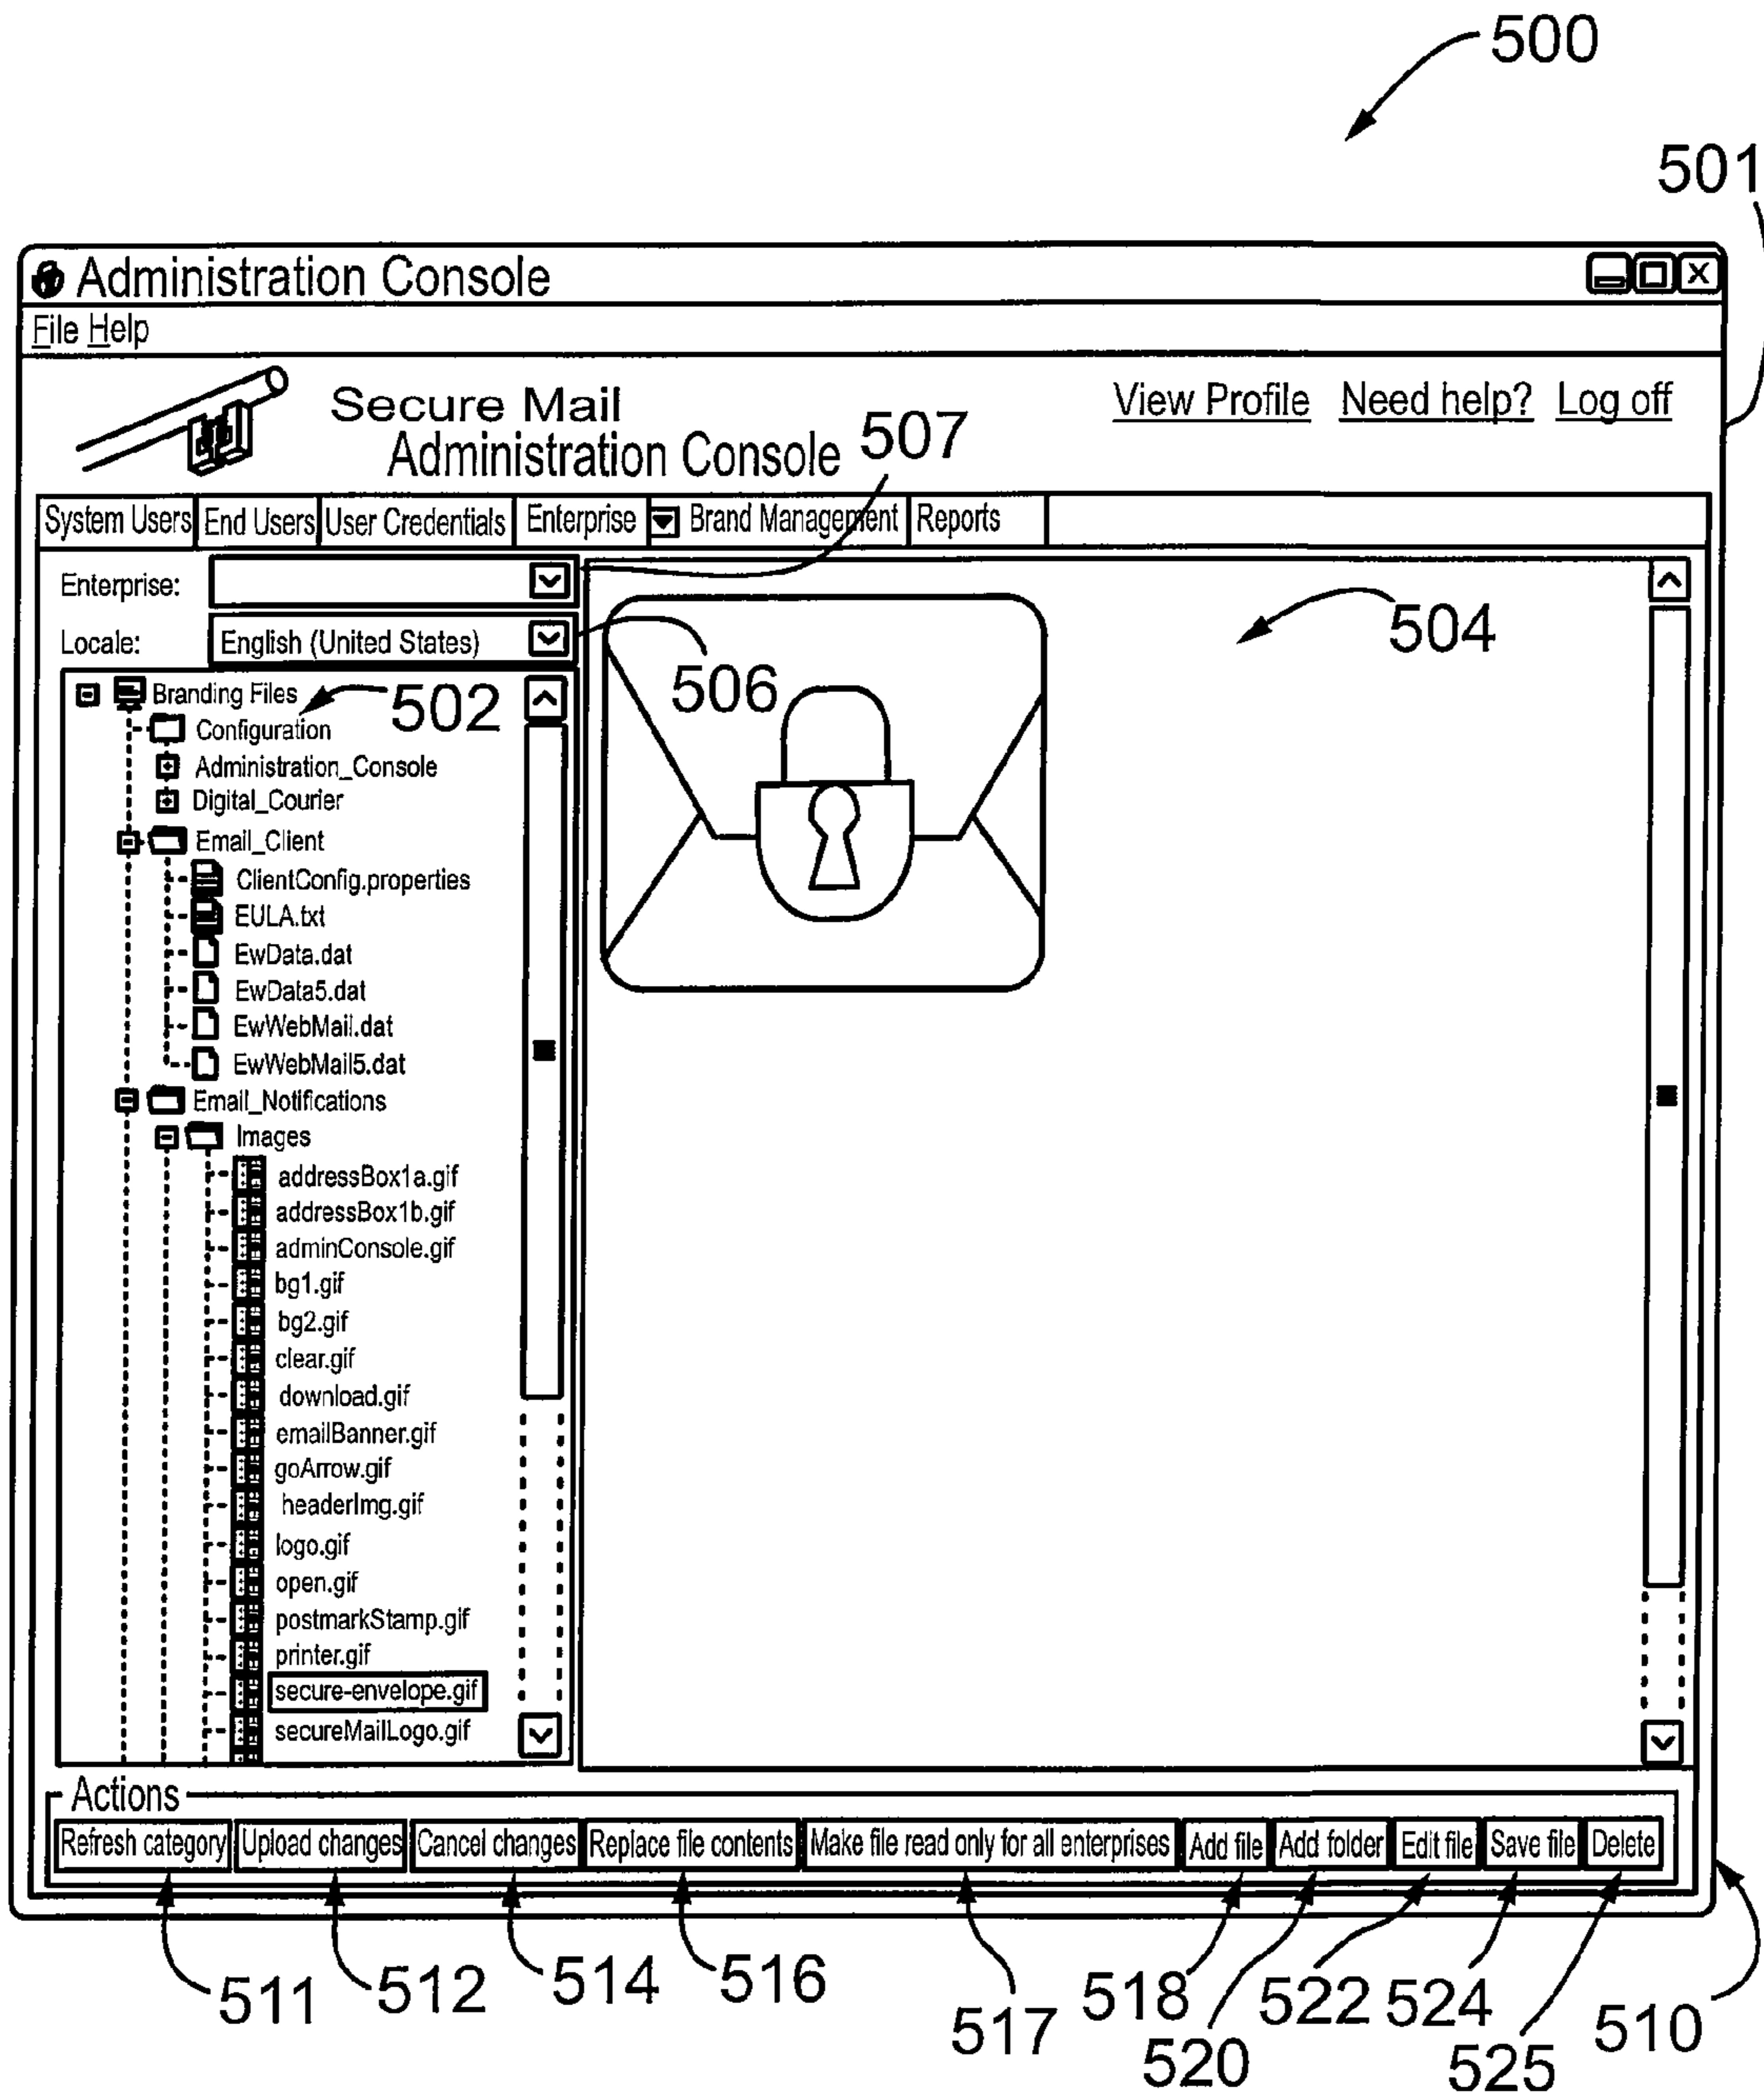 500
501
Administration Console
File Help
Secure Mail
Administration Console
View Profile Need help? Log off
507
System Users End Users User Credentials Enterprise Brand Management Reports
Enterprise:
Locale: English (United States)
504
506
502
Branding Files
Configuration
Administration_Console
Digital_Courier
Email_Client
ClientConfig.properties
EULA.txt
EwData.dat
EwData5.dat
EwWebMail.dat
EwWebMail5.dat
Email_Notifications
Images
addressBox1a.gif
addressBox1b.gif
adminConsole.gif
bg1.gif
bg2.gif
clear.gif
download.gif
emailBanner.gif
goArrow.gif
headerImg.gif
logo.gif
open.gif
postmarkStamp.gif
printer.gif
secure-envelope.gif
secureMailLogo.gif
Actions
Refresh category Upload changes Cancel changes Replace file contents Make file read only for all enterprises Add file Add folder Edit file Save file Delete
511 512 514 516 517 518 520 522 524 525 510